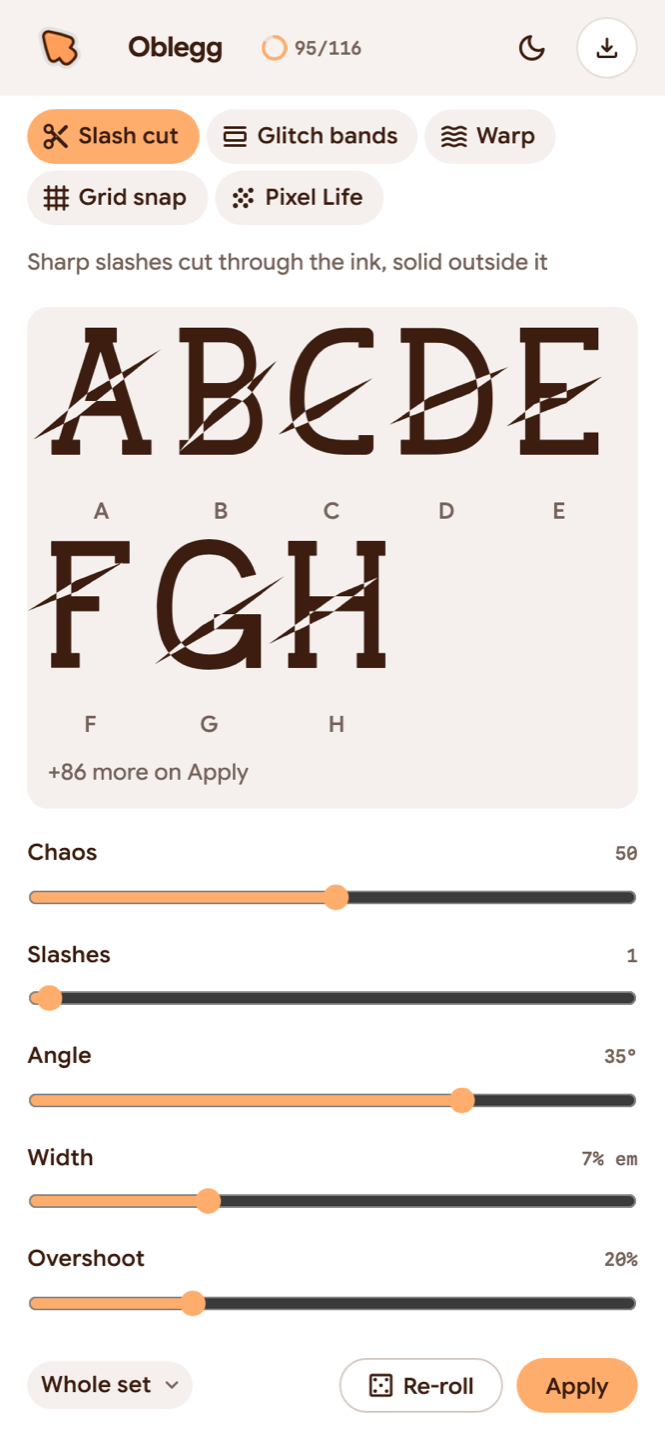 Oblegg 95/116
Slash cut Glitch bands Warp
Grid snap Pixel Life
Sharp slashes cut through the ink, solid outside it
A B C D E
A B C D E
F G H
F G H
+86 more on Apply
Chaos 50
Slashes 1
Angle 35°
Width 7% em
Overshoot 20%
Whole set Re-roll Apply